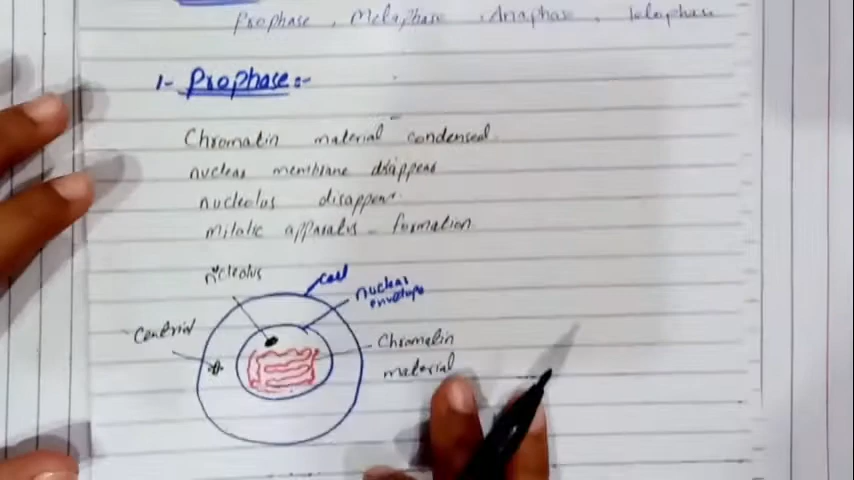 Prophase, Metaphase, Anaphase, Telophase
1- Prophase:-
Chromatin material condensed
nuclear membrane disappear
nucleolus disappear
mitotic apparatus formation
nucleolus
cell
nuclear
envelope
Centriol
Chromatin
material